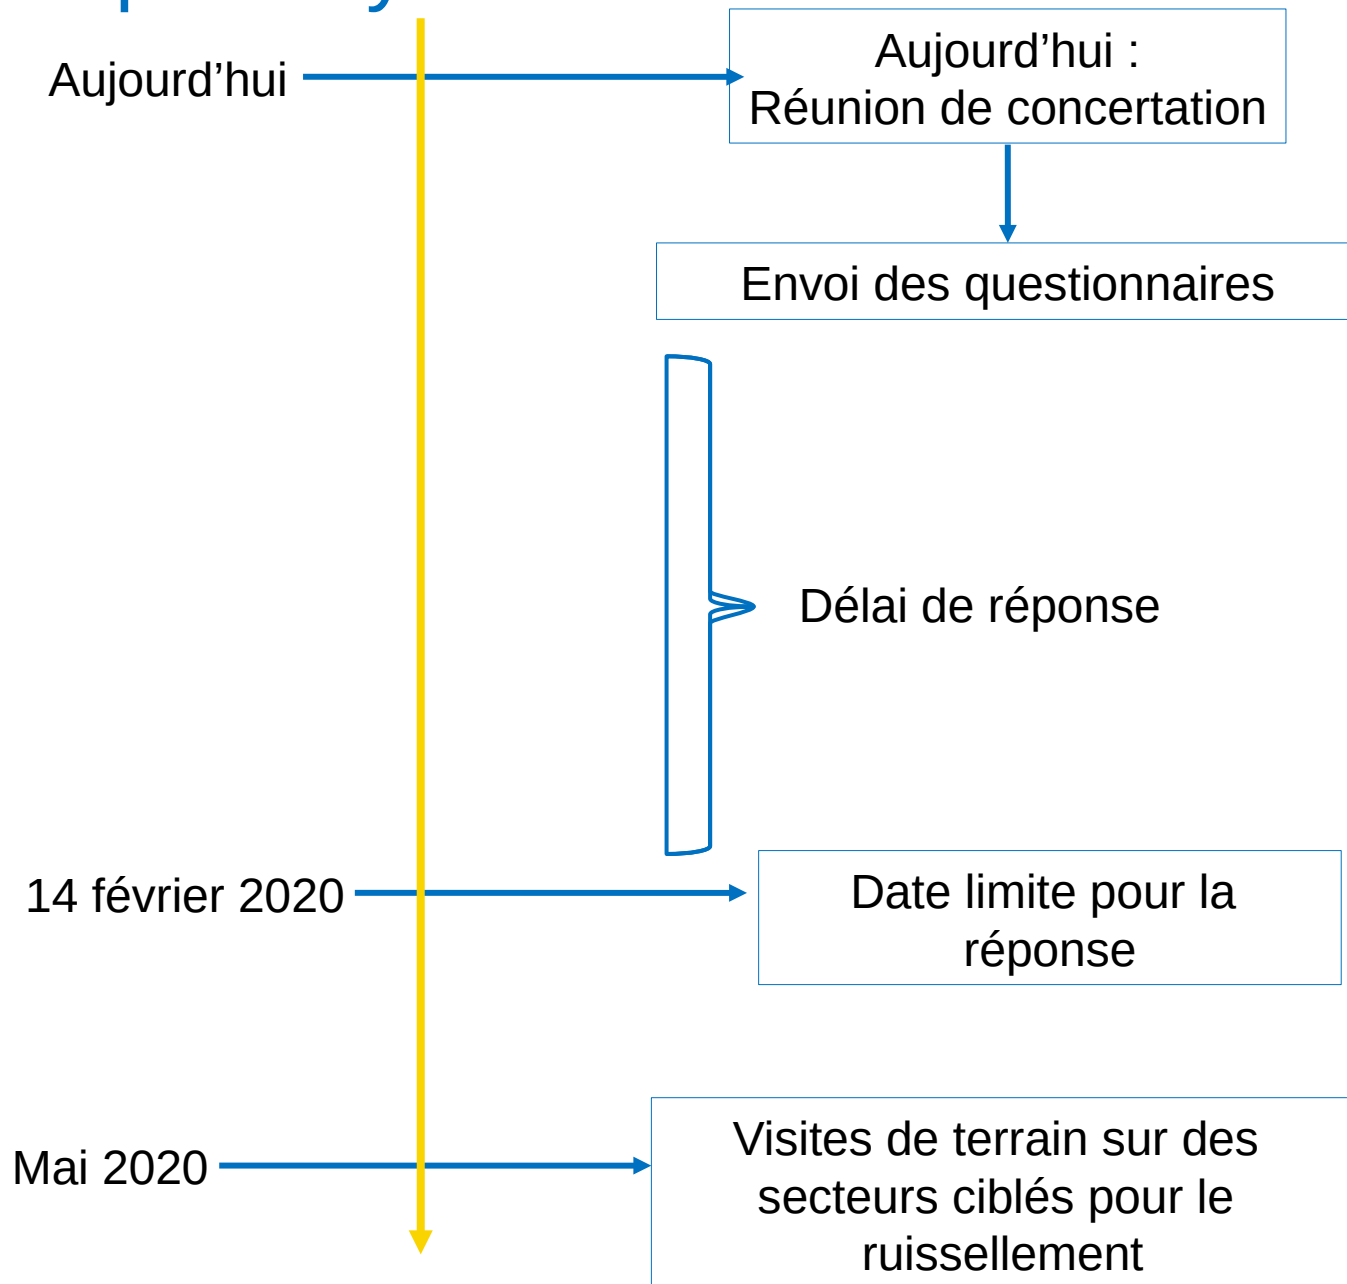 Aujourd’hui
Aujourd’hui :
Réunion de concertation
Envoi des questionnaires
Délai de réponse
14 février 2020
Date limite pour la
réponse
Mai 2020
Visites de terrain sur des
secteurs ciblés pour le
ruissellement